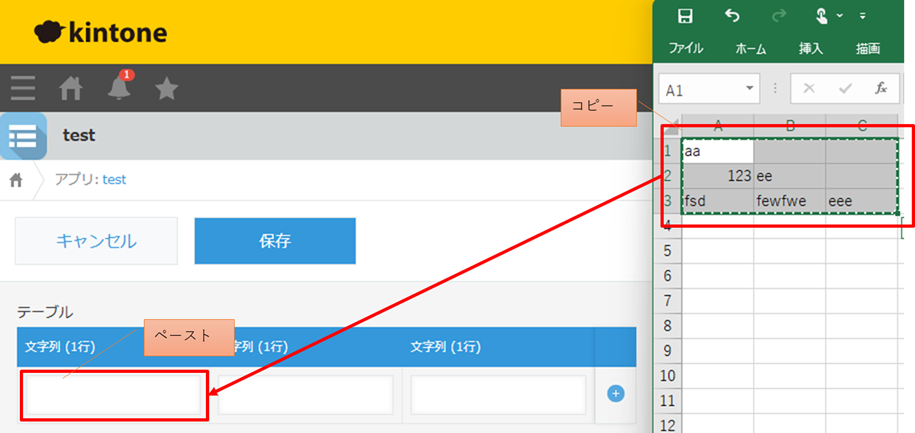 kintone
1
test
アプリ: test
キャンセル
保存
テーブル
文字列 (1行)
字列 (1行)
文字列 (1行)
ペースト
コピー
ファイル
ホーム
挿入
描画
A1
fx
A B C
1 aa
2 123 ee
3 fsd fewfwe eee
4
5
6
7
8
9
10
11
12